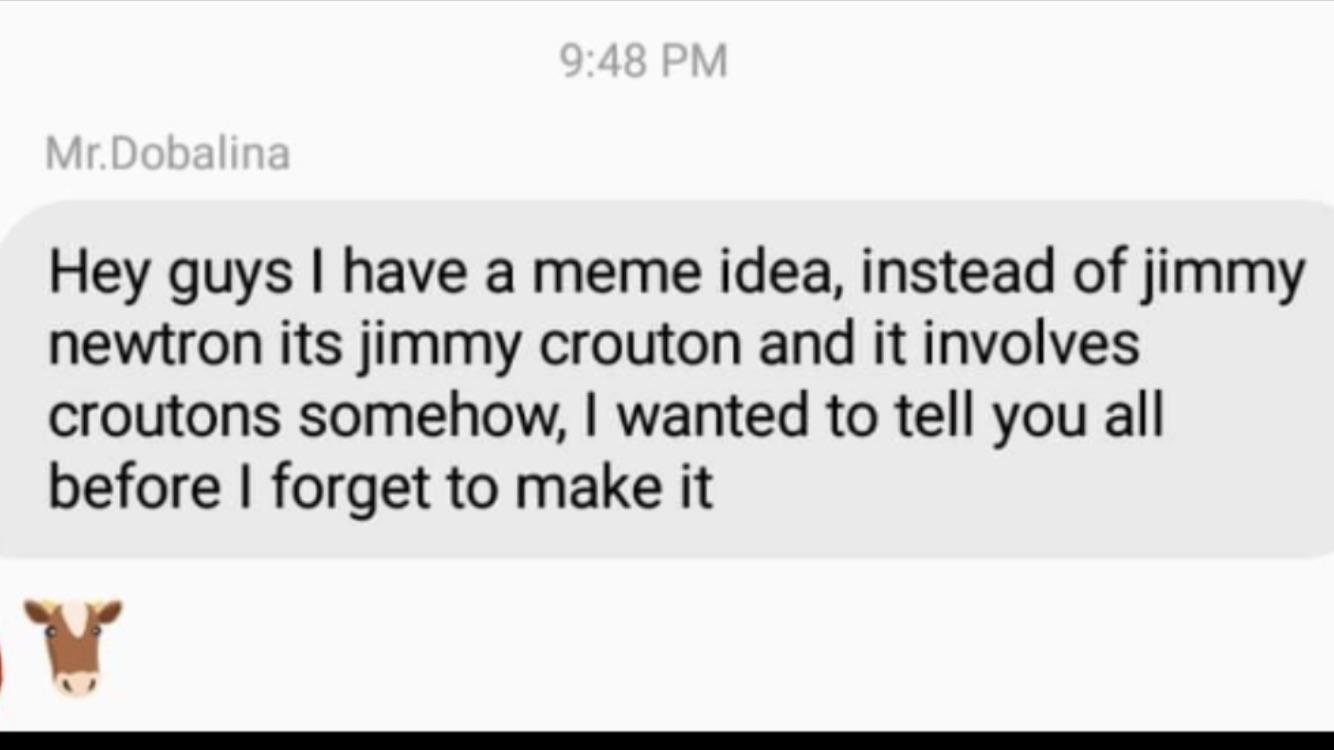 9:48 PM
Mr.Dobalina
Hey guys I have a meme idea, instead of jimmy
newtron its jimmy crouton and it involves
croutons somehow, I wanted to tell you all
before I forget to make it